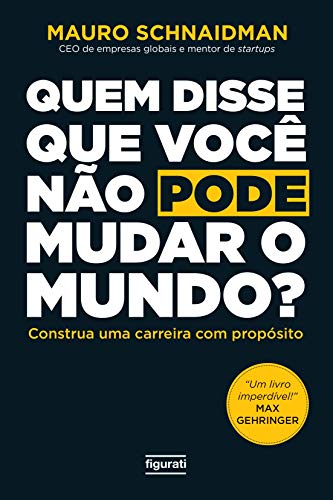 MAURO SCHNAIDMAN
CEO de empresas globais e mentor de startups
QUEM DISSE
QUE VOCÊ
NÃO PODE
MUDAR O
MUNDO?
Construa uma carreira com propósito
“Um livro
imperdível!”
MAX
GEHRINGER
figurati